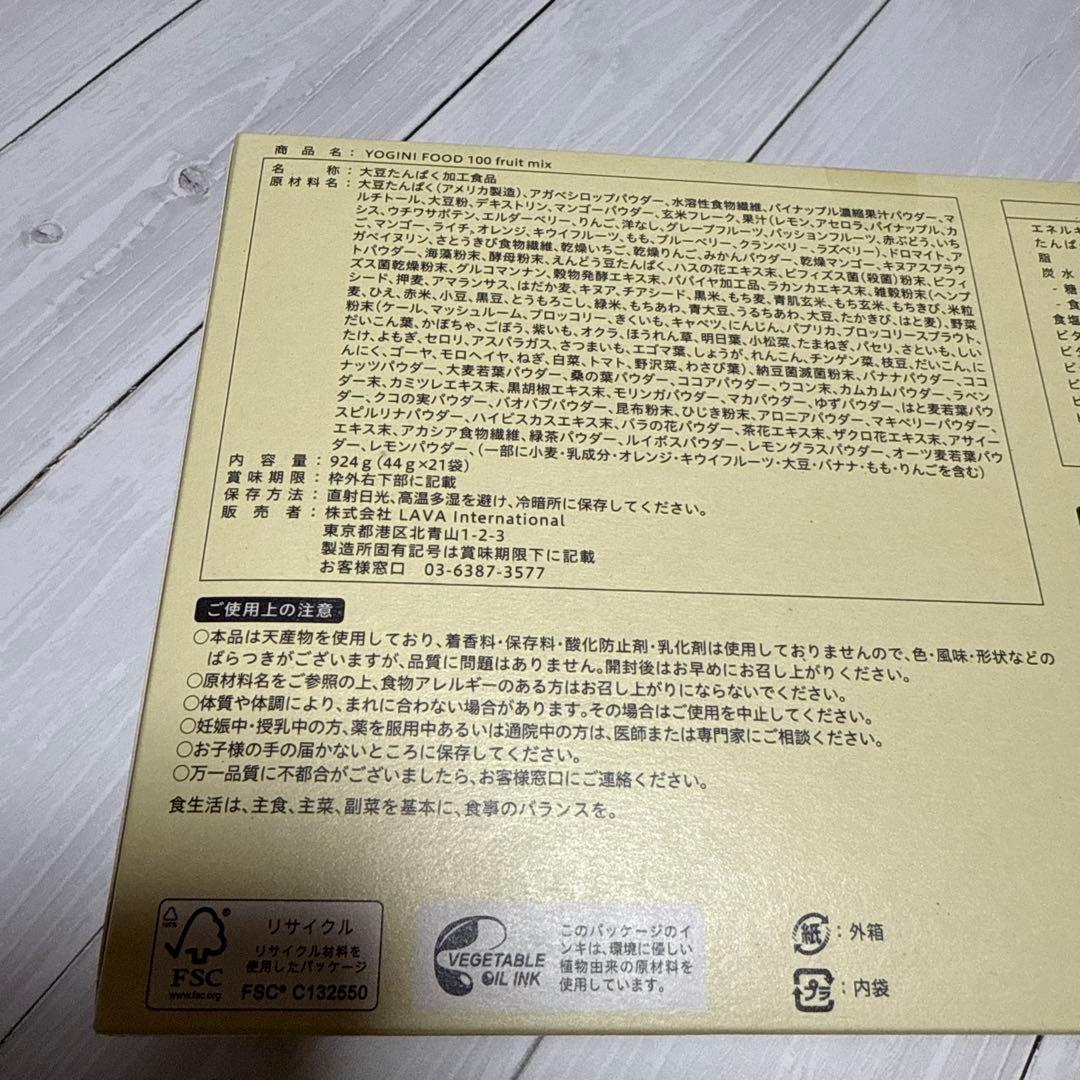 商品名： YOGINI FOOD 100 fruit mix
名称：大豆たんぱく加工食品
原材料名：大豆たんぱく(アメリカ製造)、アガベシロップパウダー、水溶性食物繊維、パイナップル濃縮果汁パウダー、マ
ルチトール、大豆粉、デキストリン、マンゴーパウダー、玄米フレーク、果汁(レモン、アセロラ、パイナップル、カ
シス、ウチワサボテン、エルダーベリー、りんご、洋なし、グレープフルーツ、パッションフルーツ、赤ぶどう、いち
ご、マンゴー、ライチ、オレンジ、キウイフルーツ、もも、ブルーベリー、クランベリー、ラズベリー)、ドロマイト、ア
ガベイヌリン、さとうきび食物繊維、乾燥いちご、乾燥りんご、みかんパウダー、乾燥マンゴー、キヌアスプラウ
トパウダー、海藻粉末、酵母粉末、えんどう豆たんぱく、ハスの花エキス末、ビフィズス菌(殺菌)粉末、ビフィ
ズス菌乾燥粉末、グルコマンナン、穀物発酵エキス末、パパイヤ加工品、ラカンカエキス末、雑穀粉末(ヘンプ
シード、押麦、アマランサス、はだか麦、キヌア、チアシード、黒米、もち麦、青肌玄米、もち玄米、もちきび、米粒
麦、ひえ、赤米、小豆、黒豆、とうもろこし、緑米、もちあわ、青大豆、うるちあわ、大豆、たかきび、はと麦)、野菜
粉末(ケール、マッシュルーム、ブロッコリー、きくいも、キャベツ、にんじん、パプリカ、ブロッコリースプラウト、
だいこん葉、かぼちゃ、ごぼう、紫いも、オクラ、ほうれん草、明日葉、小松菜、たまねぎ、パセリ、さといも、しい
たけ、よもぎ、セロリ、アスパラガス、さつまいも、エゴマ葉、しょうが、れんこん、チンゲン菜、枝豆、だいこん、に
んにく、ゴーヤ、モロヘイヤ、ねぎ、白菜、トマト、野沢菜、わさび葉)、納豆菌滅菌粉末、バナナパウダー、ココ
ナッツパウダー、大麦若葉パウダー、桑の葉パウダー、ココアパウダー、ウコン末、カムカムパウダー、ラベン
ダー末、カミツレエキス末、黒胡椒エキス末、モリンガパウダー、マカパウダー、ゆずパウダー、はと麦若葉パウ
ダー、クコの実パウダー、バオバブパウダー、昆布粉末、ひじき粉末、アロニアパウダー、マキベリーパウダー、
スピルリナパウダー、ハイビスカスエキス末、バラの花パウダー、茶花エキス末、ザクロ花エキス末、アサイー
エキス末、アカシア食物繊維、緑茶パウダー、ルイボスパウダー、レモングラスパウダー、オーツ麦若葉パウ
ダー、レモンパウダー、(一部に小麦・乳成分・オレンジ・キウイフルーツ・大豆・バナナ・もも・りんごを含む)
内容量：924g(44g×21袋)
賞味期限：枠外右下部に記載
保存方法：直射日光、高温多湿を避け、冷暗所に保存してください。
販売者：株式会社 LAVA International
東京都港区北青山1-2-3
製造所固有記号は賞味期限下に記載
お客様窓口 03-6387-3577
エネルギ
たんぱ
脂
炭水
- 糖
- 食
食塩
ビタ
ビタ
ご使用上の注意
○本品は天産物を使用しており、着香料・保存料・酸化防止剤・乳化剤は使用しておりませんので、色・風味・形状などの
ばらつきがございますが、品質に問題はありません。開封後はお早めにお召し上がりください。
○原材料名をご参照の上、食物アレルギーのある方はお召し上がりにならないでください。
○体質や体調により、まれに合わない場合があります。その場合はご使用を中止してください。
○妊娠中・授乳中の方、薬を服用中あるいは通院中の方は、医師または専門家にご相談ください。
○お子様の手の届かないところに保存してください。
○万一品質に不都合がございましたら、お客様窓口にご連絡ください。
食生活は、主食、主菜、副菜を基本に、食事のバランスを。
FSC
www.fsc.org
リサイクル
リサイクル材料を
使用したパッケージ
FSC® C132550
VEGETABLE
OIL INK
このパッケージのイ
ンキは、環境に優しい
植物由来の原材料を
使用しています。
紙：外箱
プラ：内袋